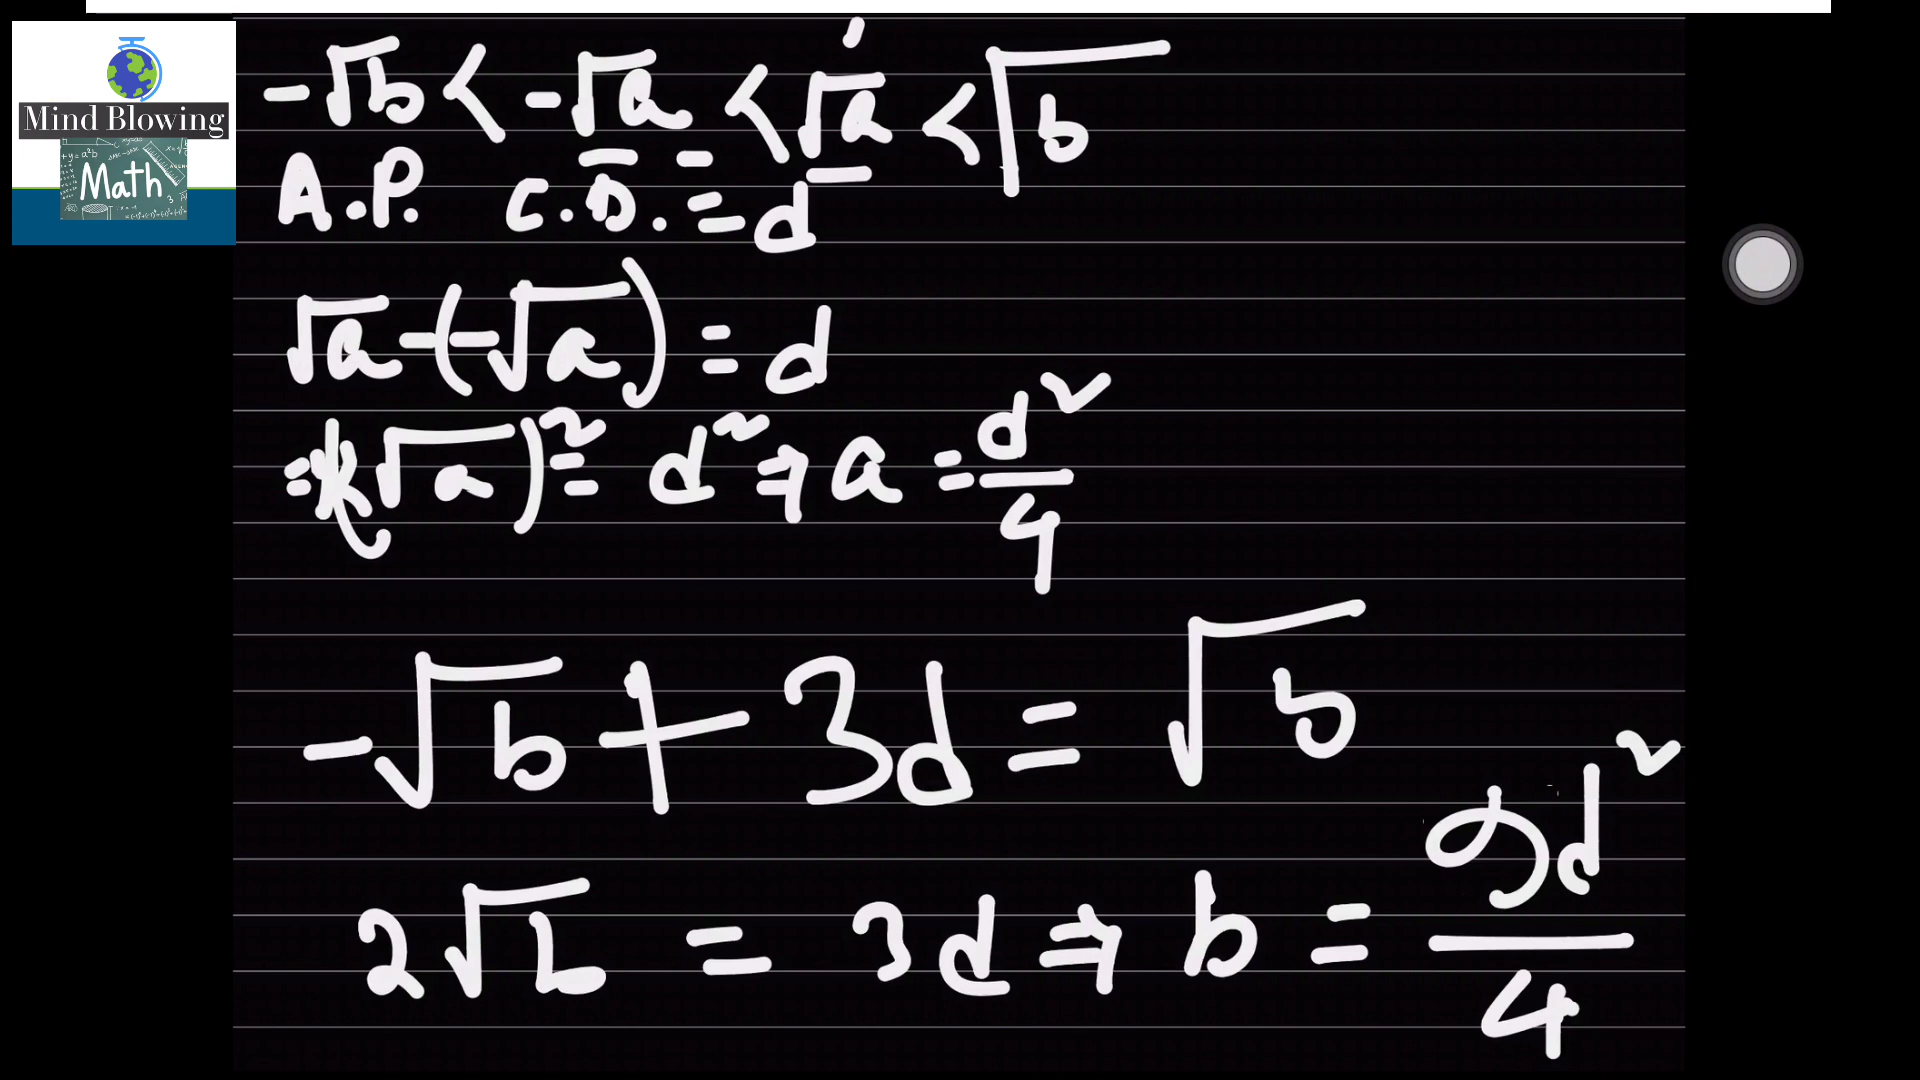 Mind Blowing
Math
-√b < -√a < √a < √b
A.P. C.D. = d
√a - (-√a) = d
⇒ (2√a)² = d² ⇒ a = d²/4
-√b + 3d = √b
2√b = 3d ⇒ b = 9d²/4